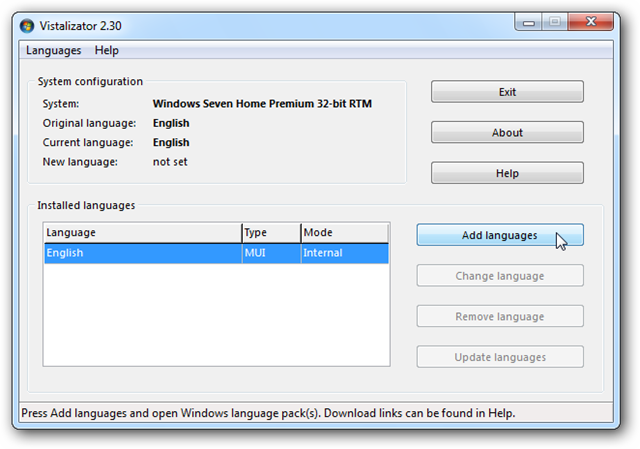 Vistalizator 2.30
Languages Help
System configuration
System: Windows Seven Home Premium 32-bit RTM
Original language: English
Current language: English
New language: not set
Exit
About
Help
Installed languages
Language Type Mode
English MUI Internal
Add languages
Change language
Remove language
Update languages
Press Add languages and open Windows language pack(s). Download links can be found in Help.